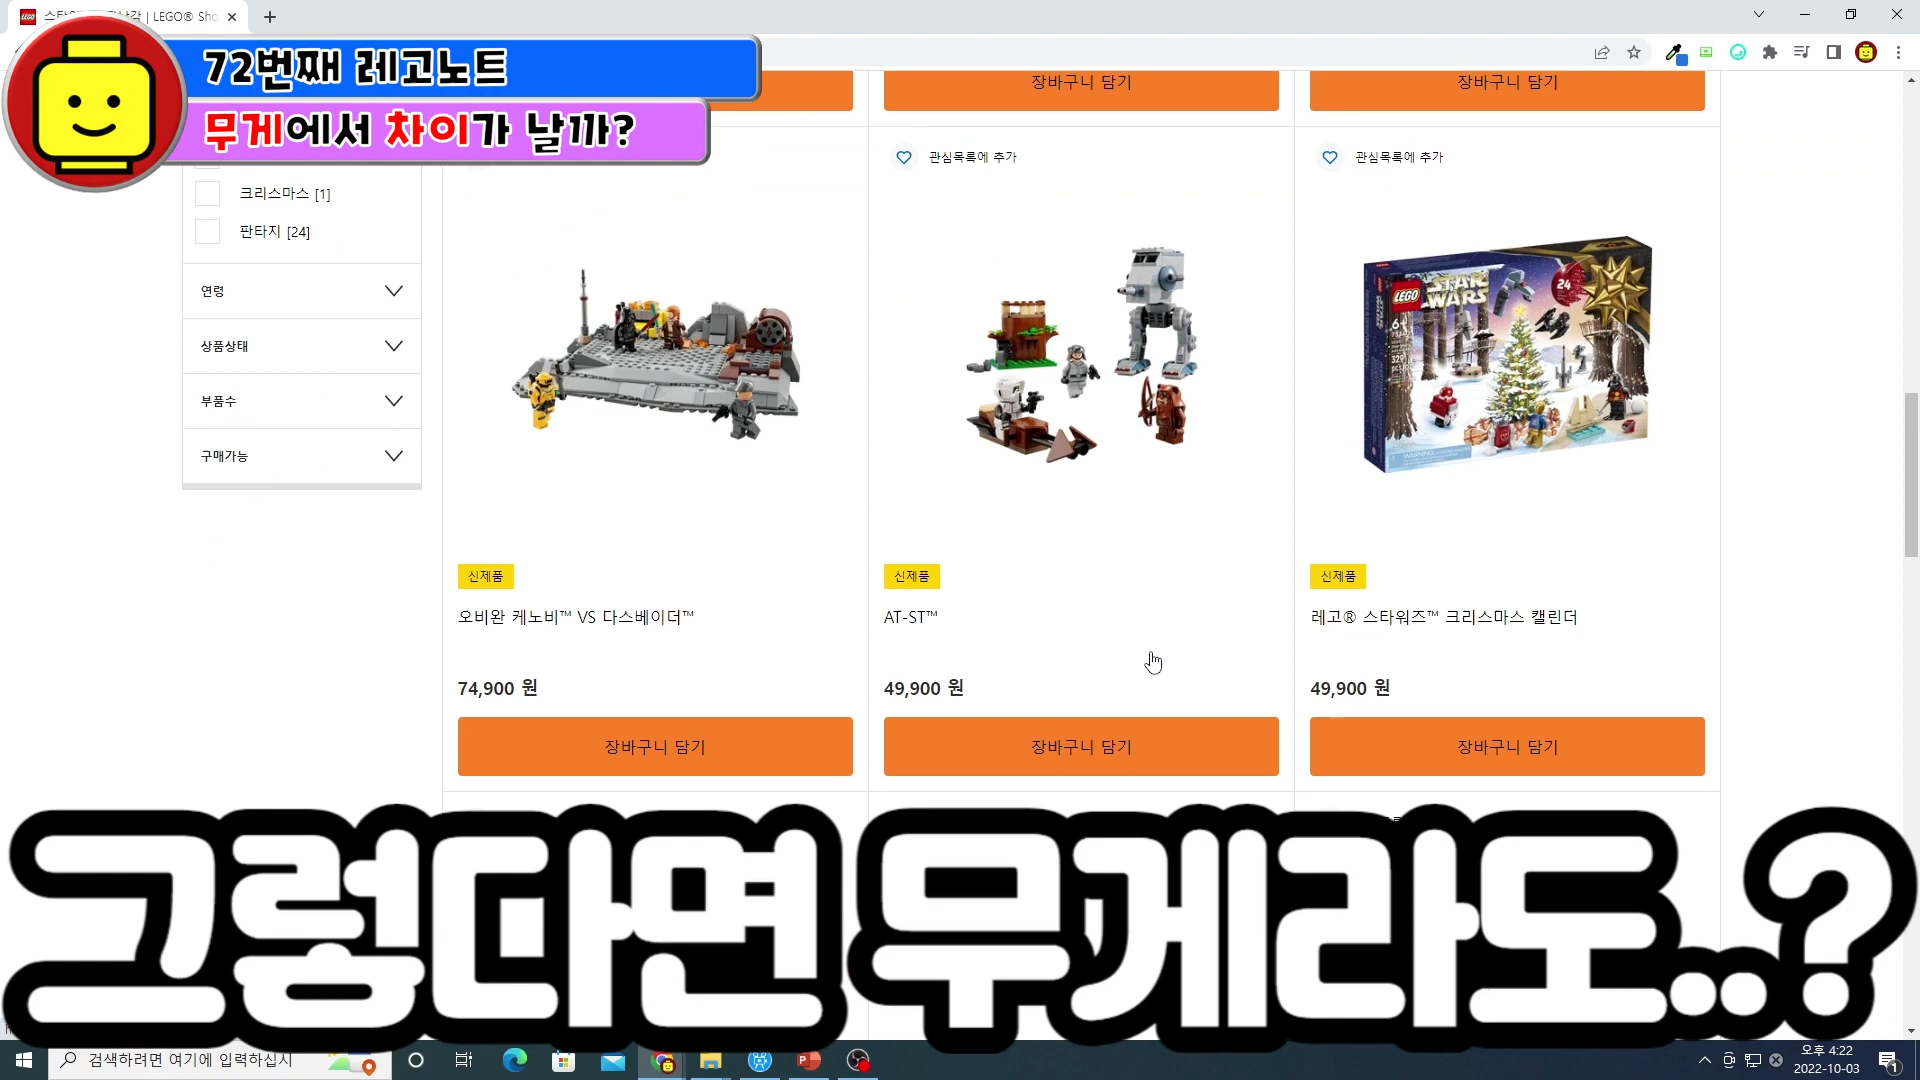 LEGO® Sho
72번째 레고노트
무게에서 차이가 날까?
장바구니 담기
장바구니 담기
관심목록에 추가
관심목록에 추가
크리스마스 [1]
판타지 [24]
연령
상품상태
부품수
구매가능
LEGO
STAR WARS
24
6+
신제품
신제품
신제품
오비완 케노비™ VS 다스베이더™
AT-ST™
레고® 스타워즈™ 크리스마스 캘린더
74,900 원
49,900 원
49,900 원
장바구니 담기
장바구니 담기
장바구니 담기
그렇다면 무게라도...?
검색하려면 여기에 입력하십시
오후 4:22
2022-10-03
1